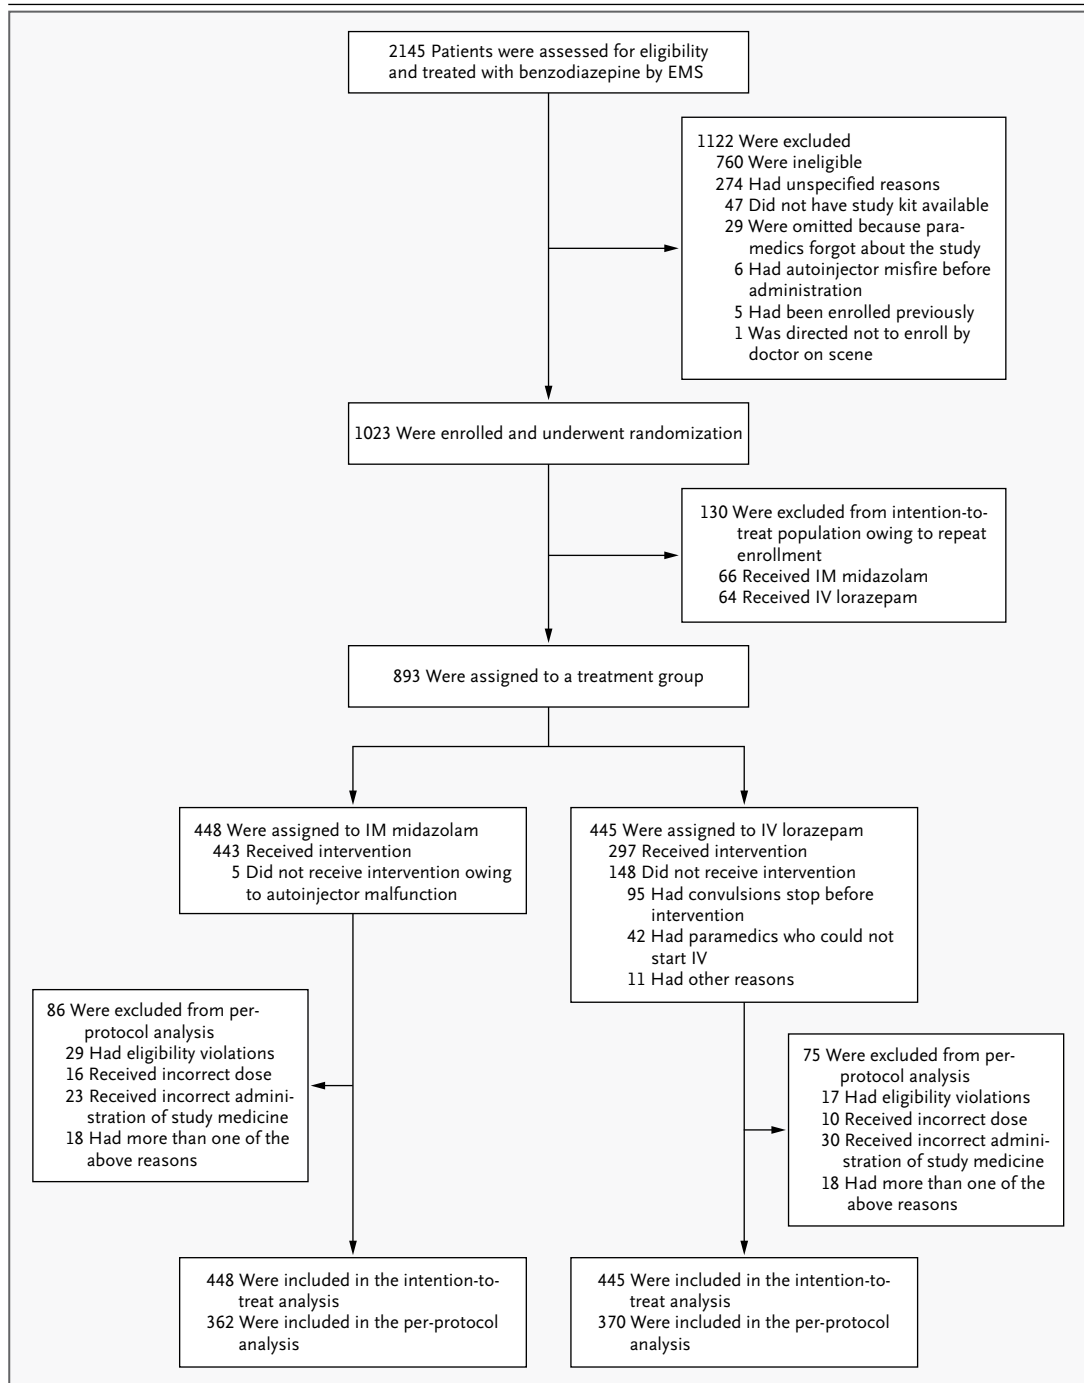 2145 Patients were assessed for eligibility
and treated with benzodiazepine by EMS
1122 Were excluded
760 Were ineligible
274 Had unspecified reasons
47 Did not have study kit available
29 Were omitted because para-
medics forgot about the study
6 Had autoinjector misfire before
administration
5 Had been enrolled previously
1 Was directed not to enroll by
doctor on scene
1023 Were enrolled and underwent randomization
130 Were excluded from intention-to-
treat population owing to repeat
enrollment
66 Received IM midazolam
64 Received IV lorazepam
893 Were assigned to a treatment group
448 Were assigned to IM midazolam
443 Received intervention
5 Did not receive intervention owing
to autoinjector malfunction
445 Were assigned to IV lorazepam
297 Received intervention
148 Did not receive intervention
95 Had convulsions stop before
intervention
42 Had paramedics who could not
start IV
11 Had other reasons
86 Were excluded from per-
protocol analysis
29 Had eligibility violations
16 Received incorrect dose
23 Received incorrect admini-
stration of study medicine
18 Had more than one of the
above reasons
75 Were excluded from per-
protocol analysis
17 Had eligibility violations
10 Received incorrect dose
30 Received incorrect admini-
stration of study medicine
18 Had more than one of the
above reasons
448 Were included in the intention-to-
treat analysis
362 Were included in the per-protocol
analysis
445 Were included in the intention-to-
treat analysis
370 Were included in the per-protocol
analysis